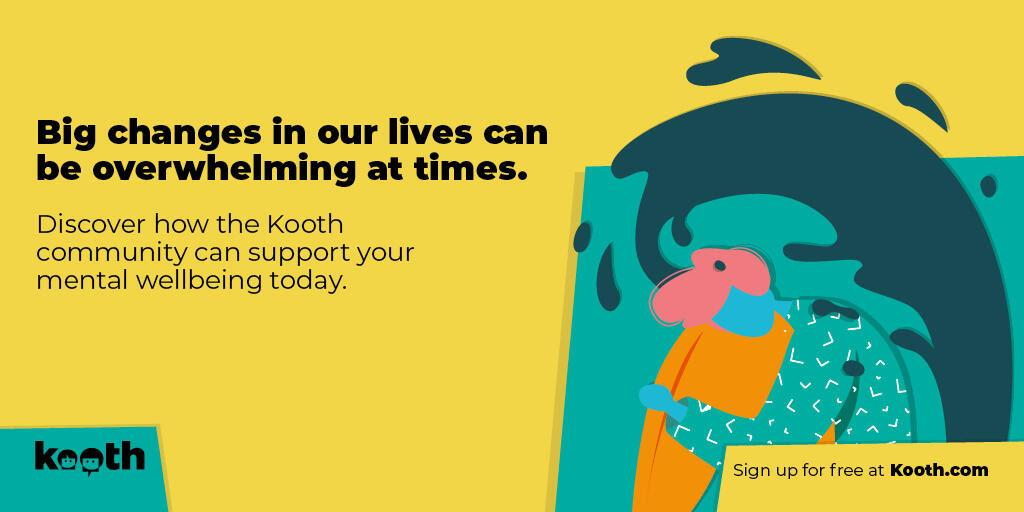 Big changes in our lives can
be overwhelming at times.
Discover how the Kooth
community can support your
mental wellbeing today.
kooth
Sign up for free at Kooth.com